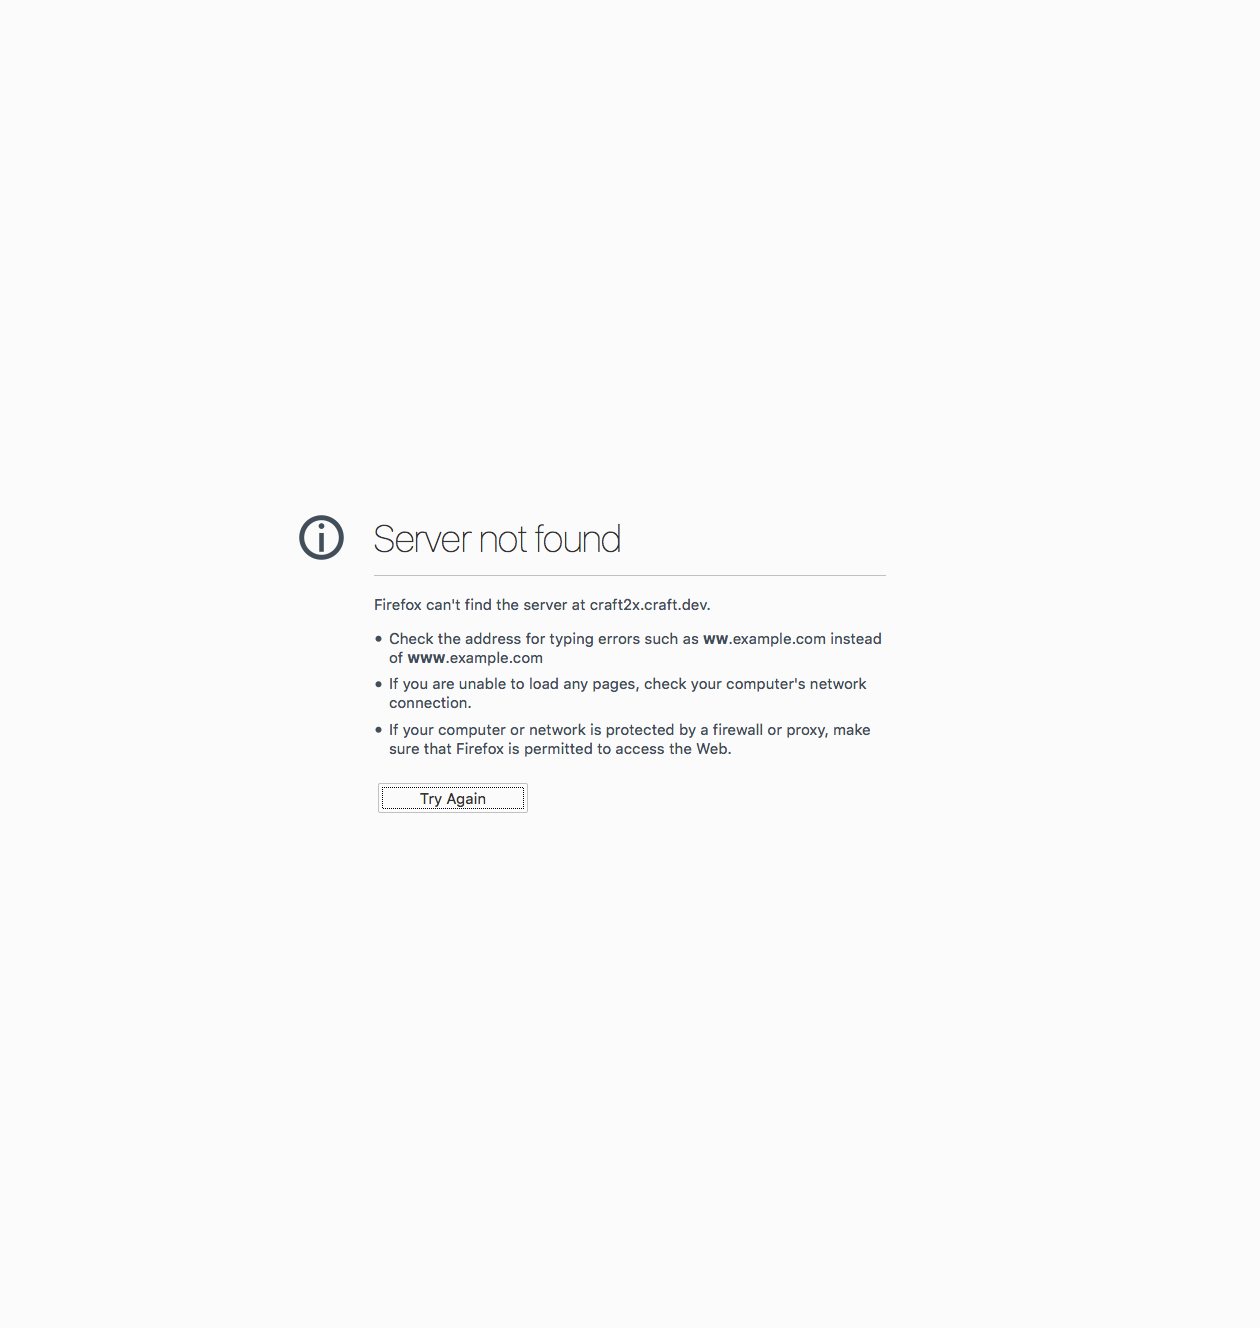 Server not found
Firefox can't find the server at craft2x.craft.dev.
• Check the address for typing errors such as ww.example.com instead
of www.example.com
• If you are unable to load any pages, check your computer's network
connection.
• If your computer or network is protected by a firewall or proxy, make
sure that Firefox is permitted to access the Web.
Try Again